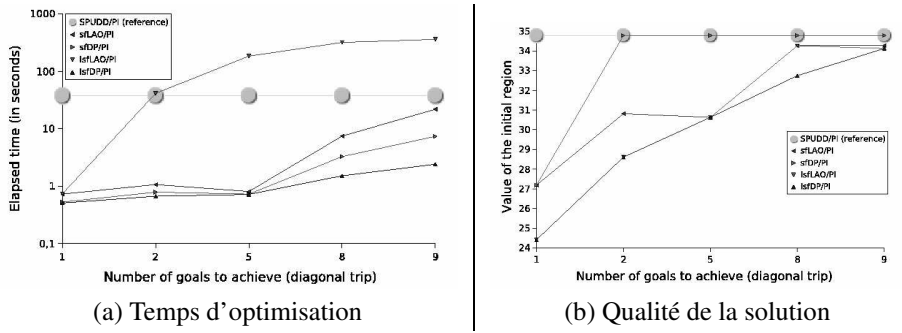 1000
100
10
1
0,1
Elapsed time (in seconds)
SPUDD/PI (reference)
sfLAO/PI
sfDP/PI
lsfLAO/PI
lsfDP/PI
1 2 5 8 9
Number of goals to achieve (diagonal trip)
(a) Temps d'optimisation
35
34
33
32
31
30
29
28
27
26
25
24
Value of the initial region
SPUDD/PI (reference)
sfLAO/PI
sfDP/PI
lsfLAO/PI
lsfDP/PI
1 2 5 8 9
Number of goals to achieve (diagonal trip)
(b) Qualité de la solution